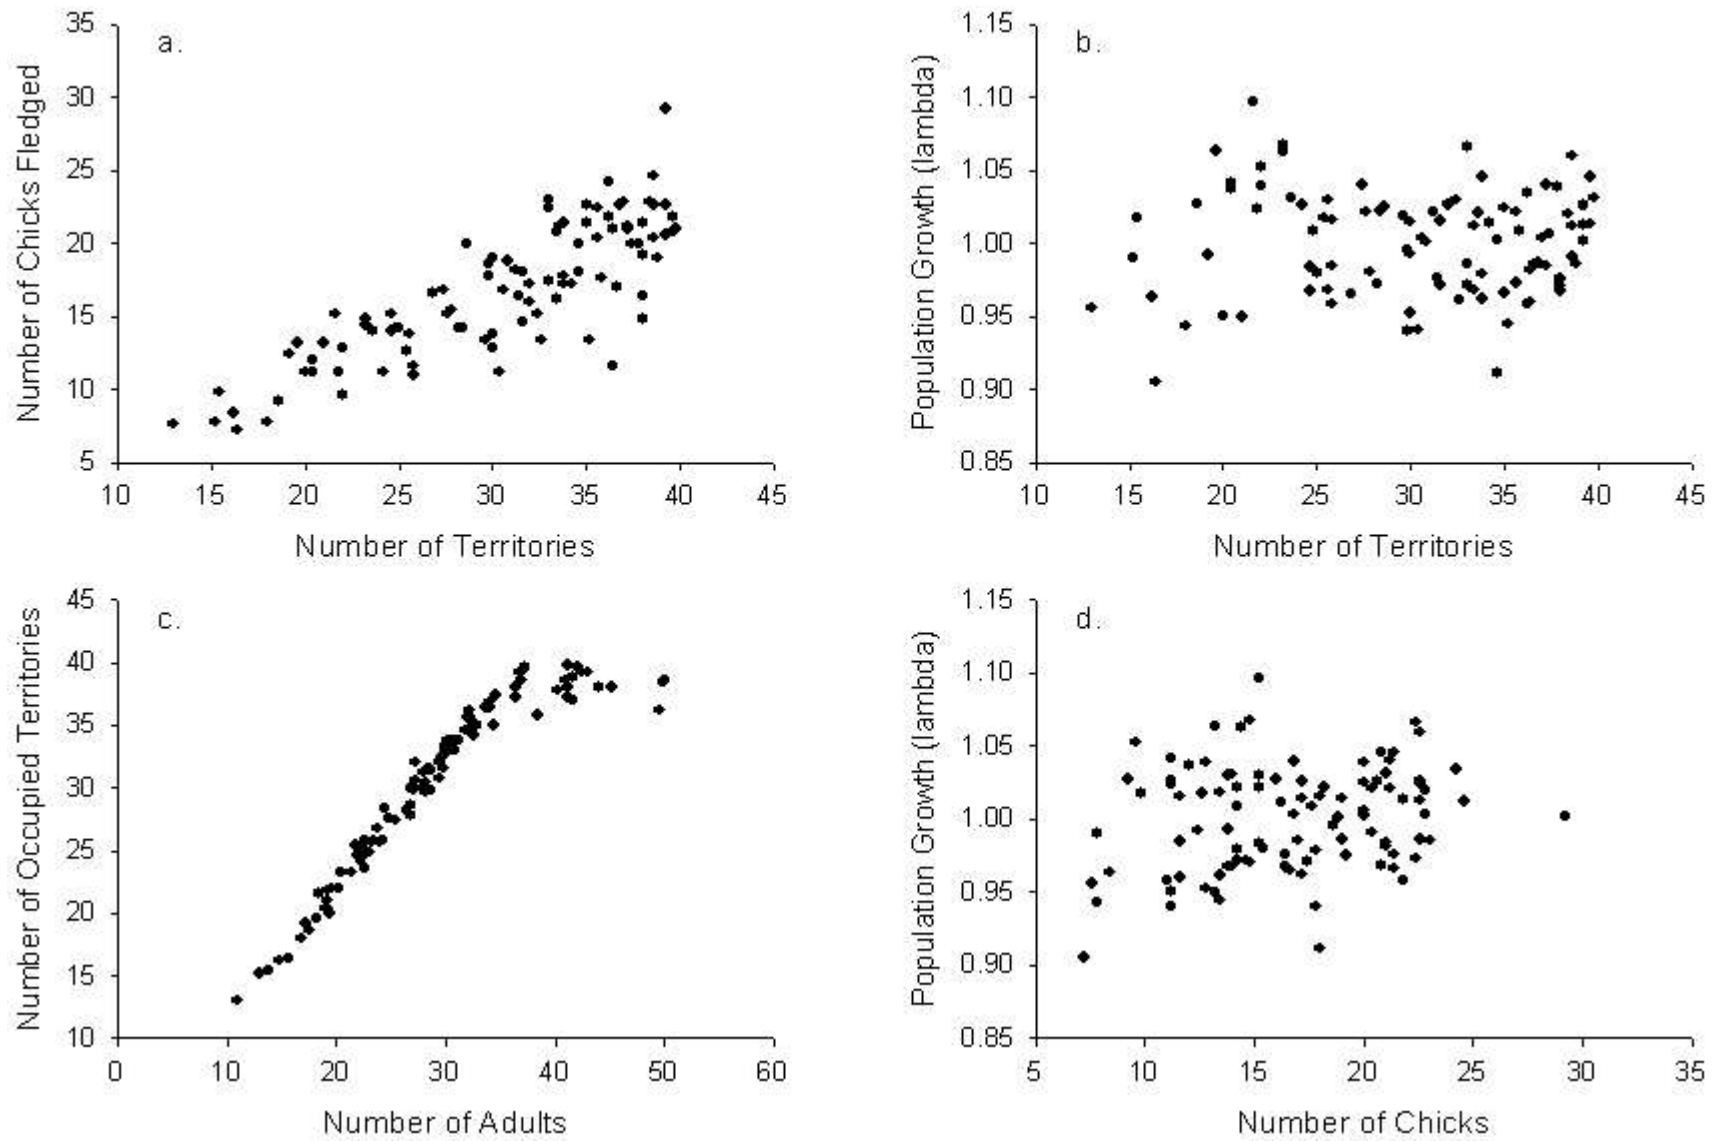 a.
Number of Chicks Fledged
35
30
25
20
15
10
5
10 15 20 25 30 35 40 45
Number of Territories
b.
Population Growth (lambda)
1.15
1.10
1.05
1.00
0.95
0.90
0.85
10 15 20 25 30 35 40 45
Number of Territories
c.
Number of Occupied Territories
45
40
35
30
25
20
15
10
0 10 20 30 40 50 60
Number of Adults
d.
Population Growth (lambda)
1.15
1.10
1.05
1.00
0.95
0.90
0.85
5 10 15 20 25 30 35
Number of Chicks